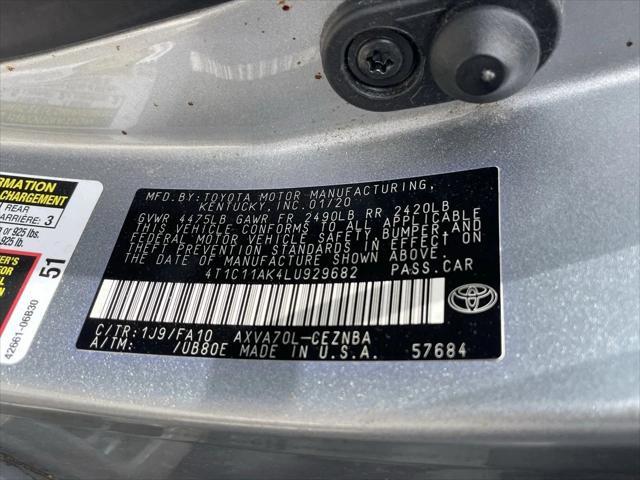 MFD.BY: TOYOTA MOTOR MANUFACTURING,
KENTUCKY, INC. 01/20
GVWR 4475LB GAWR FR 2490LB RR 2420LB
THIS VEHICLE CONFORMS TO ALL APPLICABLE
FEDERAL MOTOR VEHICLE SAFETY, BUMPER, AND
THEFT PREVENTION STANDARDS IN EFFECT ON
THE DATE OF MANUFACTURE SHOWN ABOVE.
4T1C11AK4LU929682 PASS.CAR
C/TR: 1J9/FA10 AXVA70L-CEZNBA
A/TM: /UB80E MADE IN U.S.A. 57684
RMATION
CHARGEMENT
REAR
ARRIÈRE: 3
925 lbs.
925 lbs.
51
42661-06B30